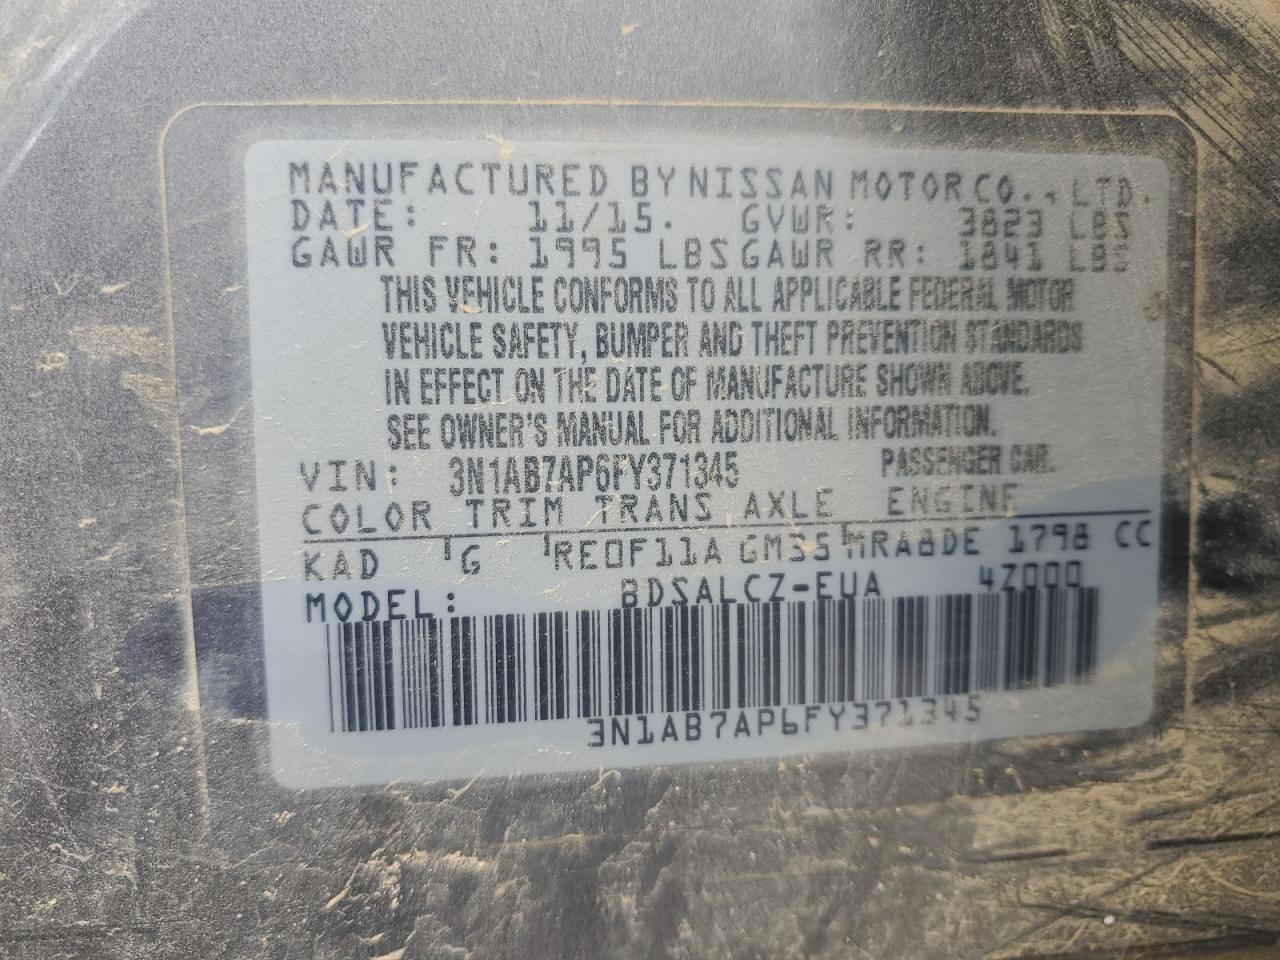 MANUFACTURED BY NISSAN MOTOR CO., LTD.
DATE: 11/15. GVWR: 3823 LBS
GAWR FR: 1995 LBS GAWR RR: 1841 LBS
THIS VEHICLE CONFORMS TO ALL APPLICABLE FEDERAL MOTOR
VEHICLE SAFETY, BUMPER AND THEFT PREVENTION STANDARDS
IN EFFECT ON THE DATE OF MANUFACTURE SHOWN ABOVE.
SEE OWNER'S MANUAL FOR ADDITIONAL INFORMATION.
VIN: 3N1AB7AP6FY371345 PASSENGER CAR.
COLOR TRIM TRANS AXLE ENGINE
KAD G RE0F11A GM35 MRA8DE 1798 CC
MODEL: BDSALCZ-EUA 4Z000
3N1AB7AP6FY371345